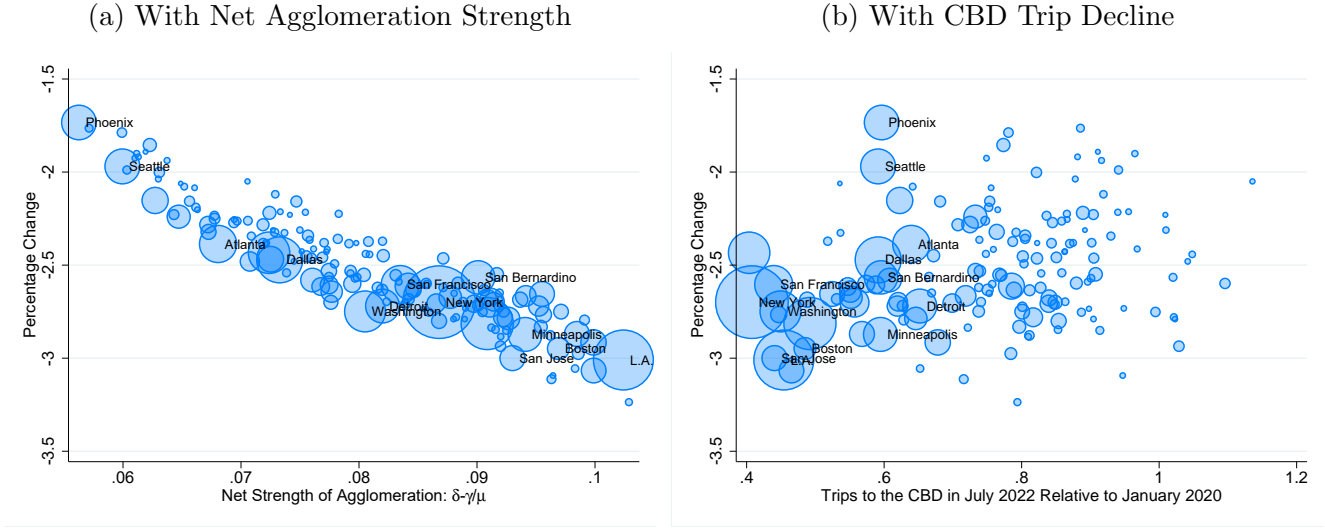 (a) With Net Agglomeration Strength
-1.5
-2
-2.5
-3
-3.5
Percentage Change
Phoenix
Seattle
Atlanta
Dallas
San Bernardino
San Francisco
New York
Detroit
Washington
Minneapolis
Boston
San Jose
L.A.
.06
.07
.08
.09
.1
Net Strength of Agglomeration: δ-γ/μ
(b) With CBD Trip Decline
-1.5
-2
-2.5
-3
-3.5
Percentage Change
Phoenix
Seattle
Atlanta
Dallas
San Bernardino
San Francisco
New York
Detroit
Washington
Minneapolis
Boston
San Jose
L.A.
.4
.6
.8
1
1.2
Trips to the CBD in July 2022 Relative to January 2020